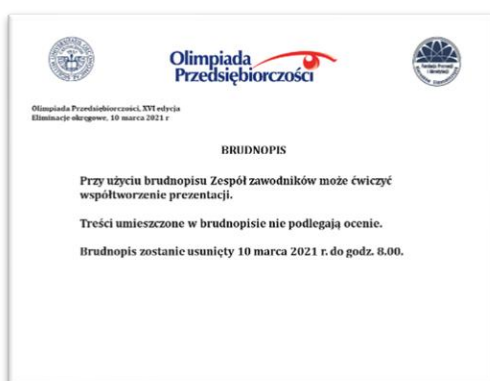 Olimpiada
Przedsiębiorczości
Olimpiada Przedsiębiorczości, XVI edycja
Eliminacje okręgowe, 10 marca 2021 r
BRUDNOPIS
Przy użyciu brudnopisu Zespół zawodników może ćwiczyć
współtworzenie prezentacji.
Treści umieszczone w brudnopisie nie podlegają ocenie.
Brudnopis zostanie usunięty 10 marca 2021 r. do godz. 8.00.